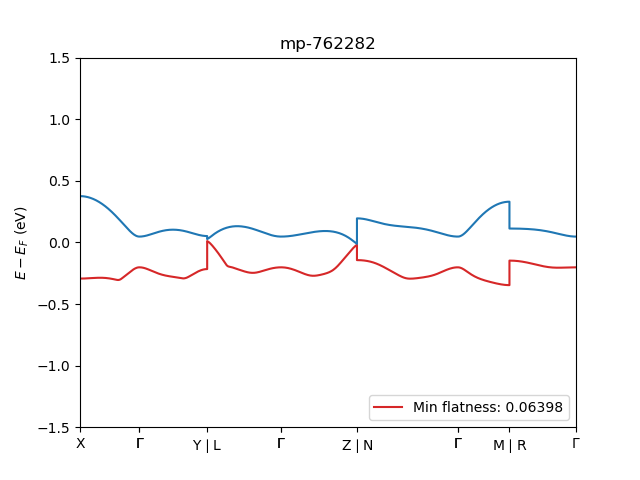 mp-762282
E − E_F (eV)
1.5
1.0
0.5
0.0
−0.5
−1.0
−1.5
Min flatness: 0.06398
X Γ Y | L Γ Z | N Γ M | R Γ